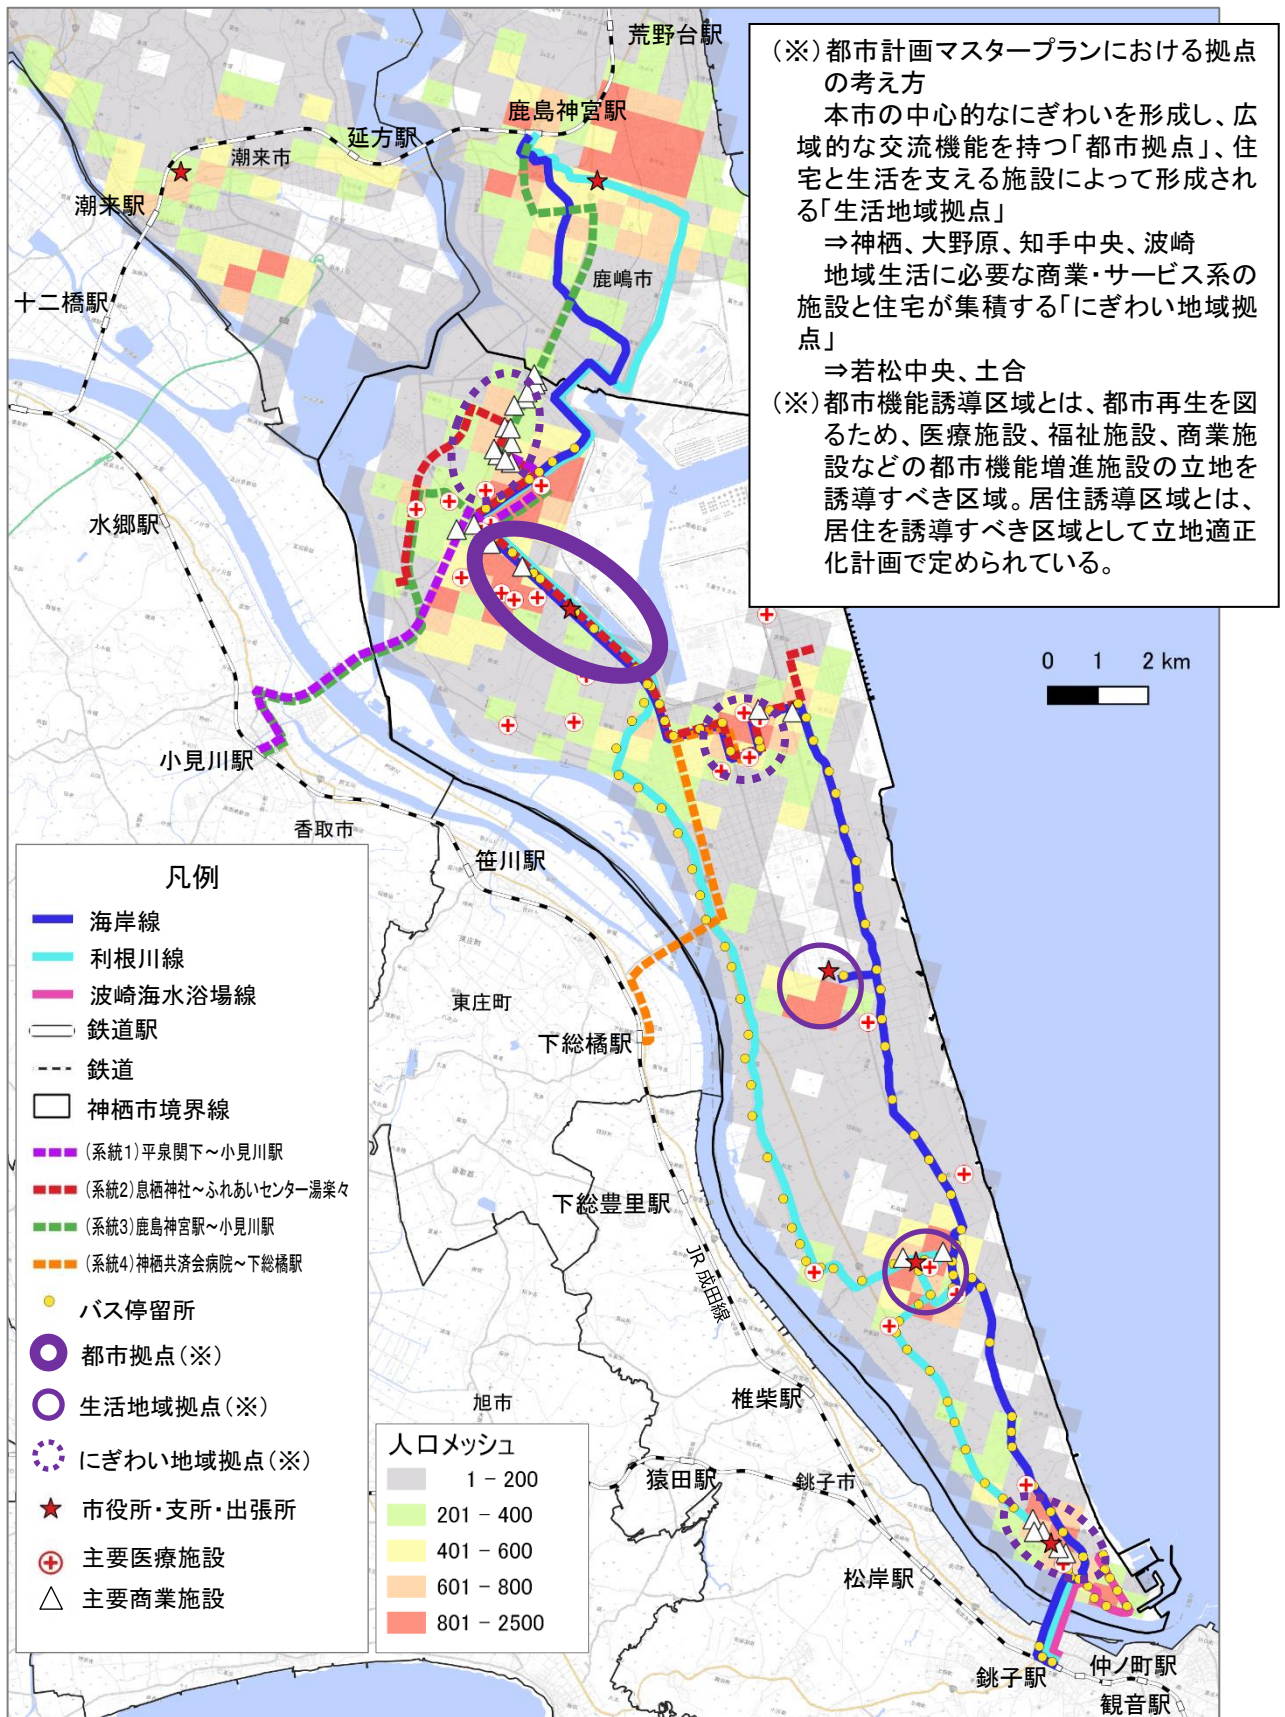 荒野台駅
鹿島神宮駅
延方駅
潮来市
潮来駅
鹿嶋市
十二橋駅
水郷駅
小見川駅
香取市
笹川駅
東庄町
下総橘駅
下総豊里駅
JR 成田線
椎柴駅
旭市
猿田駅
銚子市
松岸駅
銚子駅
仲ノ町駅
観音駅
(※)都市計画マスタープランにおける拠点
の考え方
本市の中心的なにぎわいを形成し、広
域的な交流機能を持つ「都市拠点」、住
宅と生活を支える施設によって形成され
る「生活地域拠点」
⇒神栖、大野原、知手中央、波崎
地域生活に必要な商業・サービス系の
施設と住宅が集積する「にぎわい地域拠
点」
⇒若松中央、土合
(※)都市機能誘導区域とは、都市再生を図
るため、医療施設、福祉施設、商業施
設などの都市機能増進施設の立地を
誘導すべき区域。居住誘導区域とは、
居住を誘導すべき区域として立地適正
化計画で定められている。
0 1 2 km
凡例
海岸線
利根川線
波崎海水浴場線
鉄道駅
鉄道
神栖市境界線
(系統1)平泉関下～小見川駅
(系統2)息栖神社～ふれあいセンター湯楽々
(系統3)鹿島神宮駅～小見川駅
(系統4)神栖共済会病院～下総橘駅
バス停留所
都市拠点(※)
生活地域拠点(※)
にぎわい地域拠点(※)
市役所・支所・出張所
主要医療施設
主要商業施設
人口メッシュ
1 - 200
201 - 400
401 - 600
601 - 800
801 - 2500